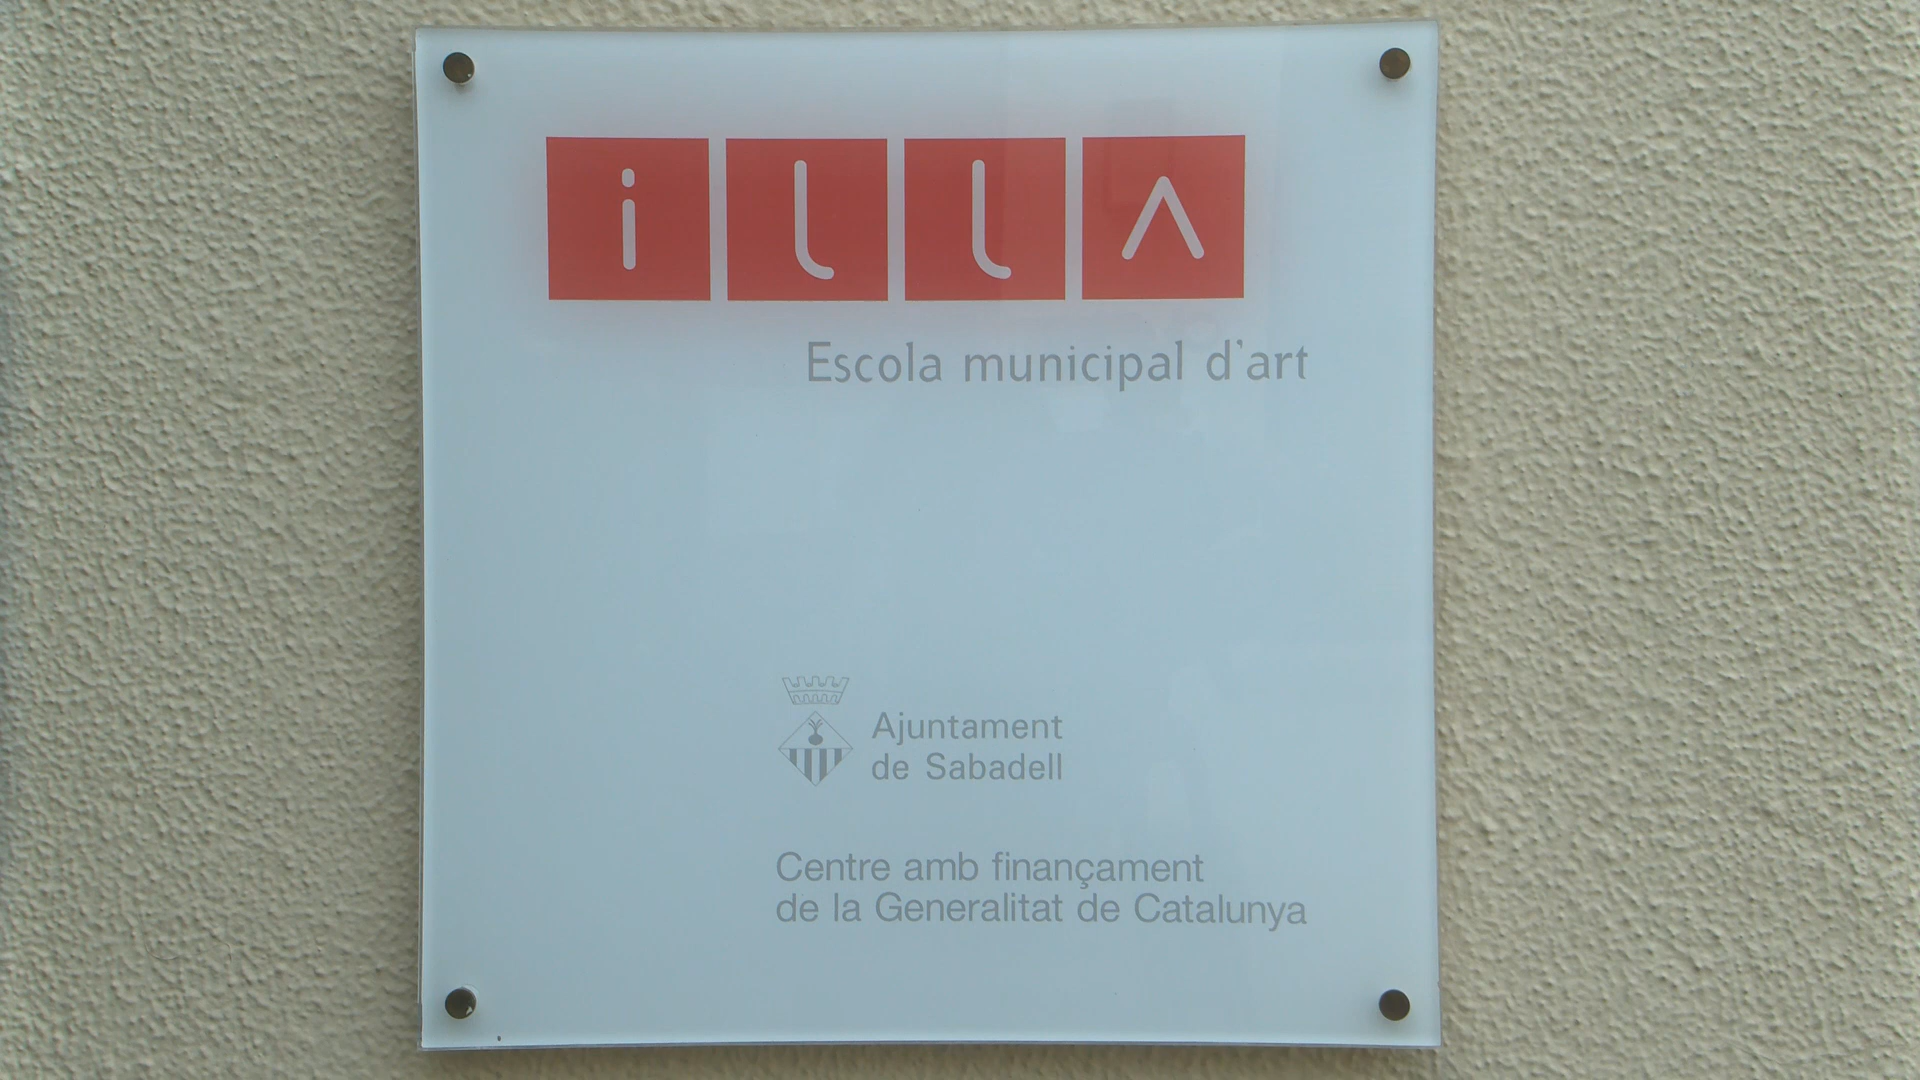 illa
Escola municipal d'art
Ajuntament
de Sabadell
Centre amb finançament
de la Generalitat de Catalunya